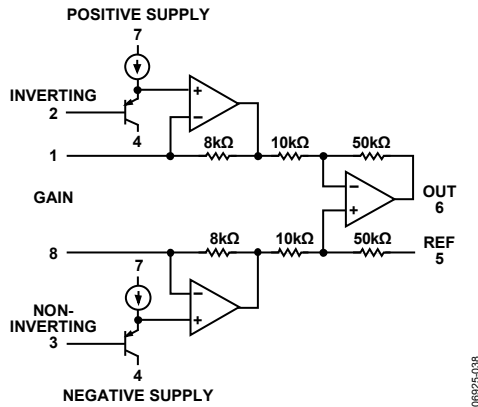 POSITIVE SUPPLY
7
INVERTING
2
4
1
8kΩ 10kΩ 50kΩ
GAIN
OUT
6
8kΩ 10kΩ 50kΩ
REF
5
8
7
NON-
INVERTING
3
4
NEGATIVE SUPPLY
06925-038